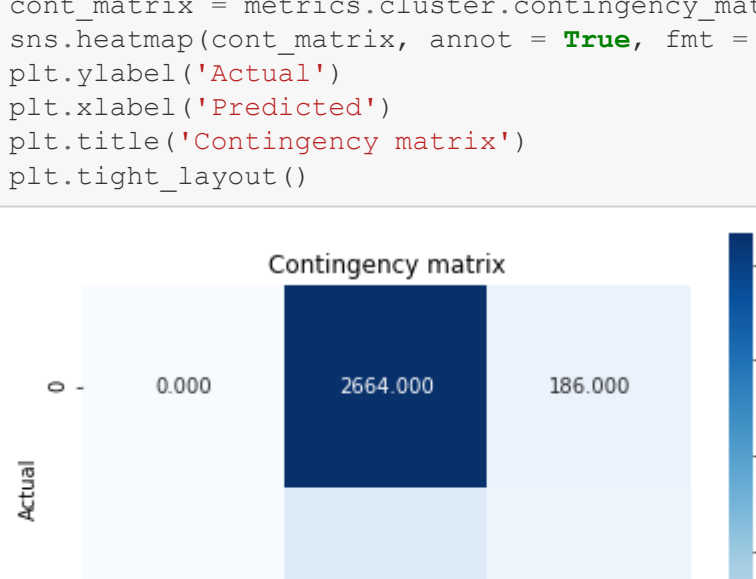 cont_matrix = metrics.cluster.contingency_mat
sns.heatmap(cont_matrix, annot = True, fmt =
plt.ylabel('Actual')
plt.xlabel('Predicted')
plt.title('Contingency matrix')
plt.tight_layout()
Contingency matrix
0
0.000 2664.000 186.000
Actual